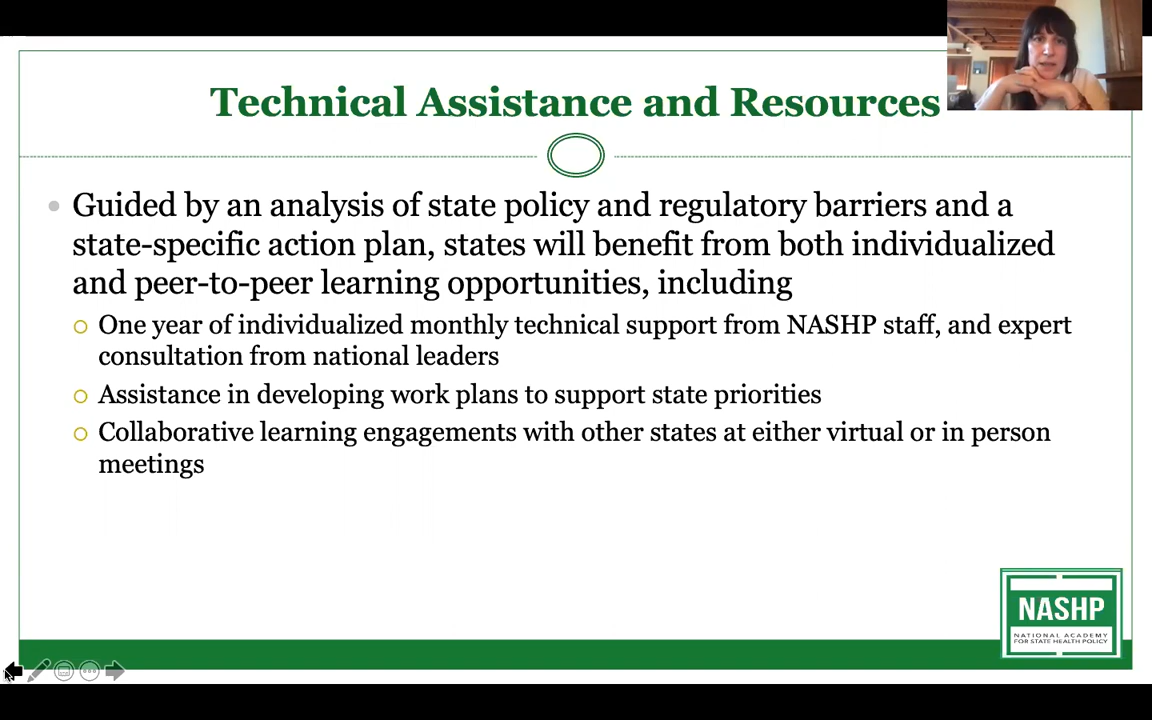 Technical Assistance and Resources
Guided by an analysis of state policy and regulatory barriers and a
state-specific action plan, states will benefit from both individualized
and peer-to-peer learning opportunities, including
One year of individualized monthly technical support from NASHP staff, and expert
consultation from national leaders
Assistance in developing work plans to support state priorities
Collaborative learning engagements with other states at either virtual or in person
meetings
NASHP
NATIONAL ACADEMY
FOR STATE HEALTH POLICY